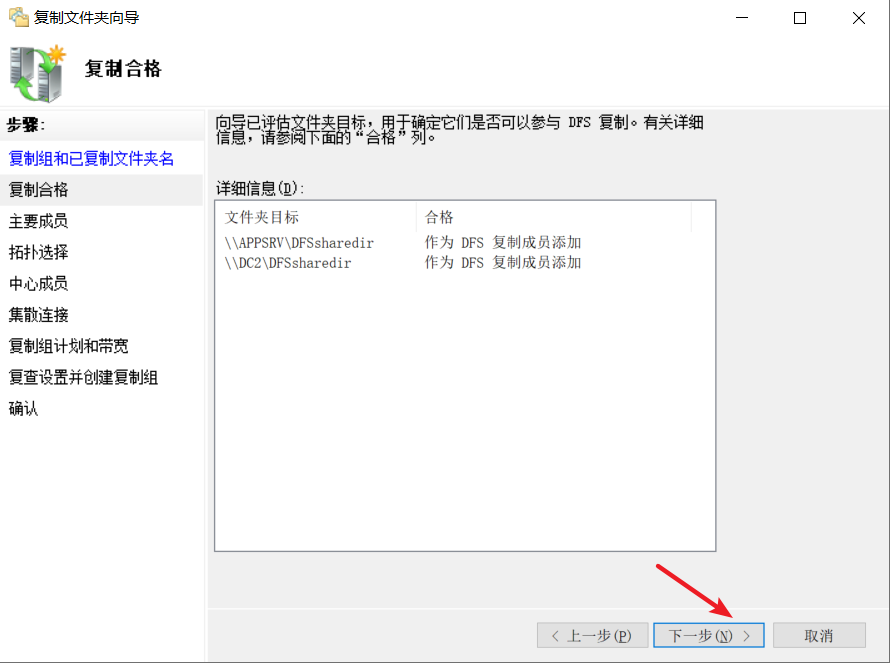 复制文件夹向导
复制合格
步骤:
复制组和已复制文件夹名
复制合格
主要成员
拓扑选择
中心成员
集散连接
复制组计划和带宽
复查设置并创建复制组
确认
向导已评估文件夹目标，用于确定它们是否可以参与 DFS 复制。有关详细
信息，请参阅下面的“合格”列。
详细信息(D):
文件夹目标 合格
\\APPSRV\DFSsharedir 作为 DFS 复制成员添加
\\DC2\DFSsharedir 作为 DFS 复制成员添加
< 上一步(P) 下一步(N) > 取消